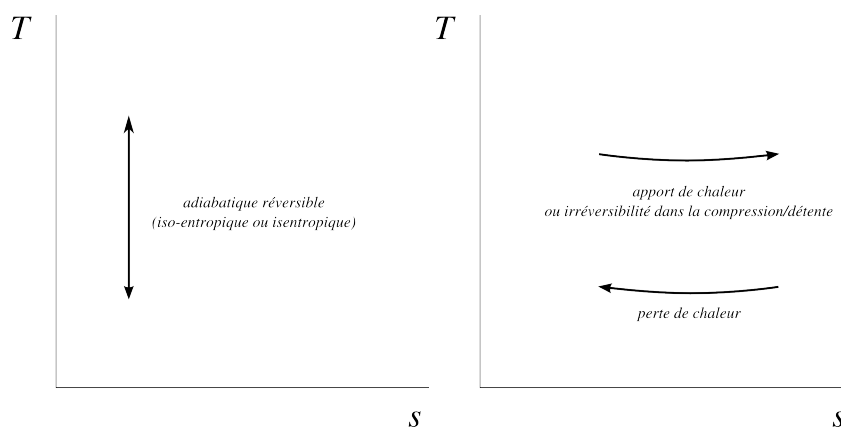 T
adiabatique réversible
(iso-entropique ou isentropique)
s
T
apport de chaleur
ou irréversibilité dans la compression/détente
perte de chaleur
s